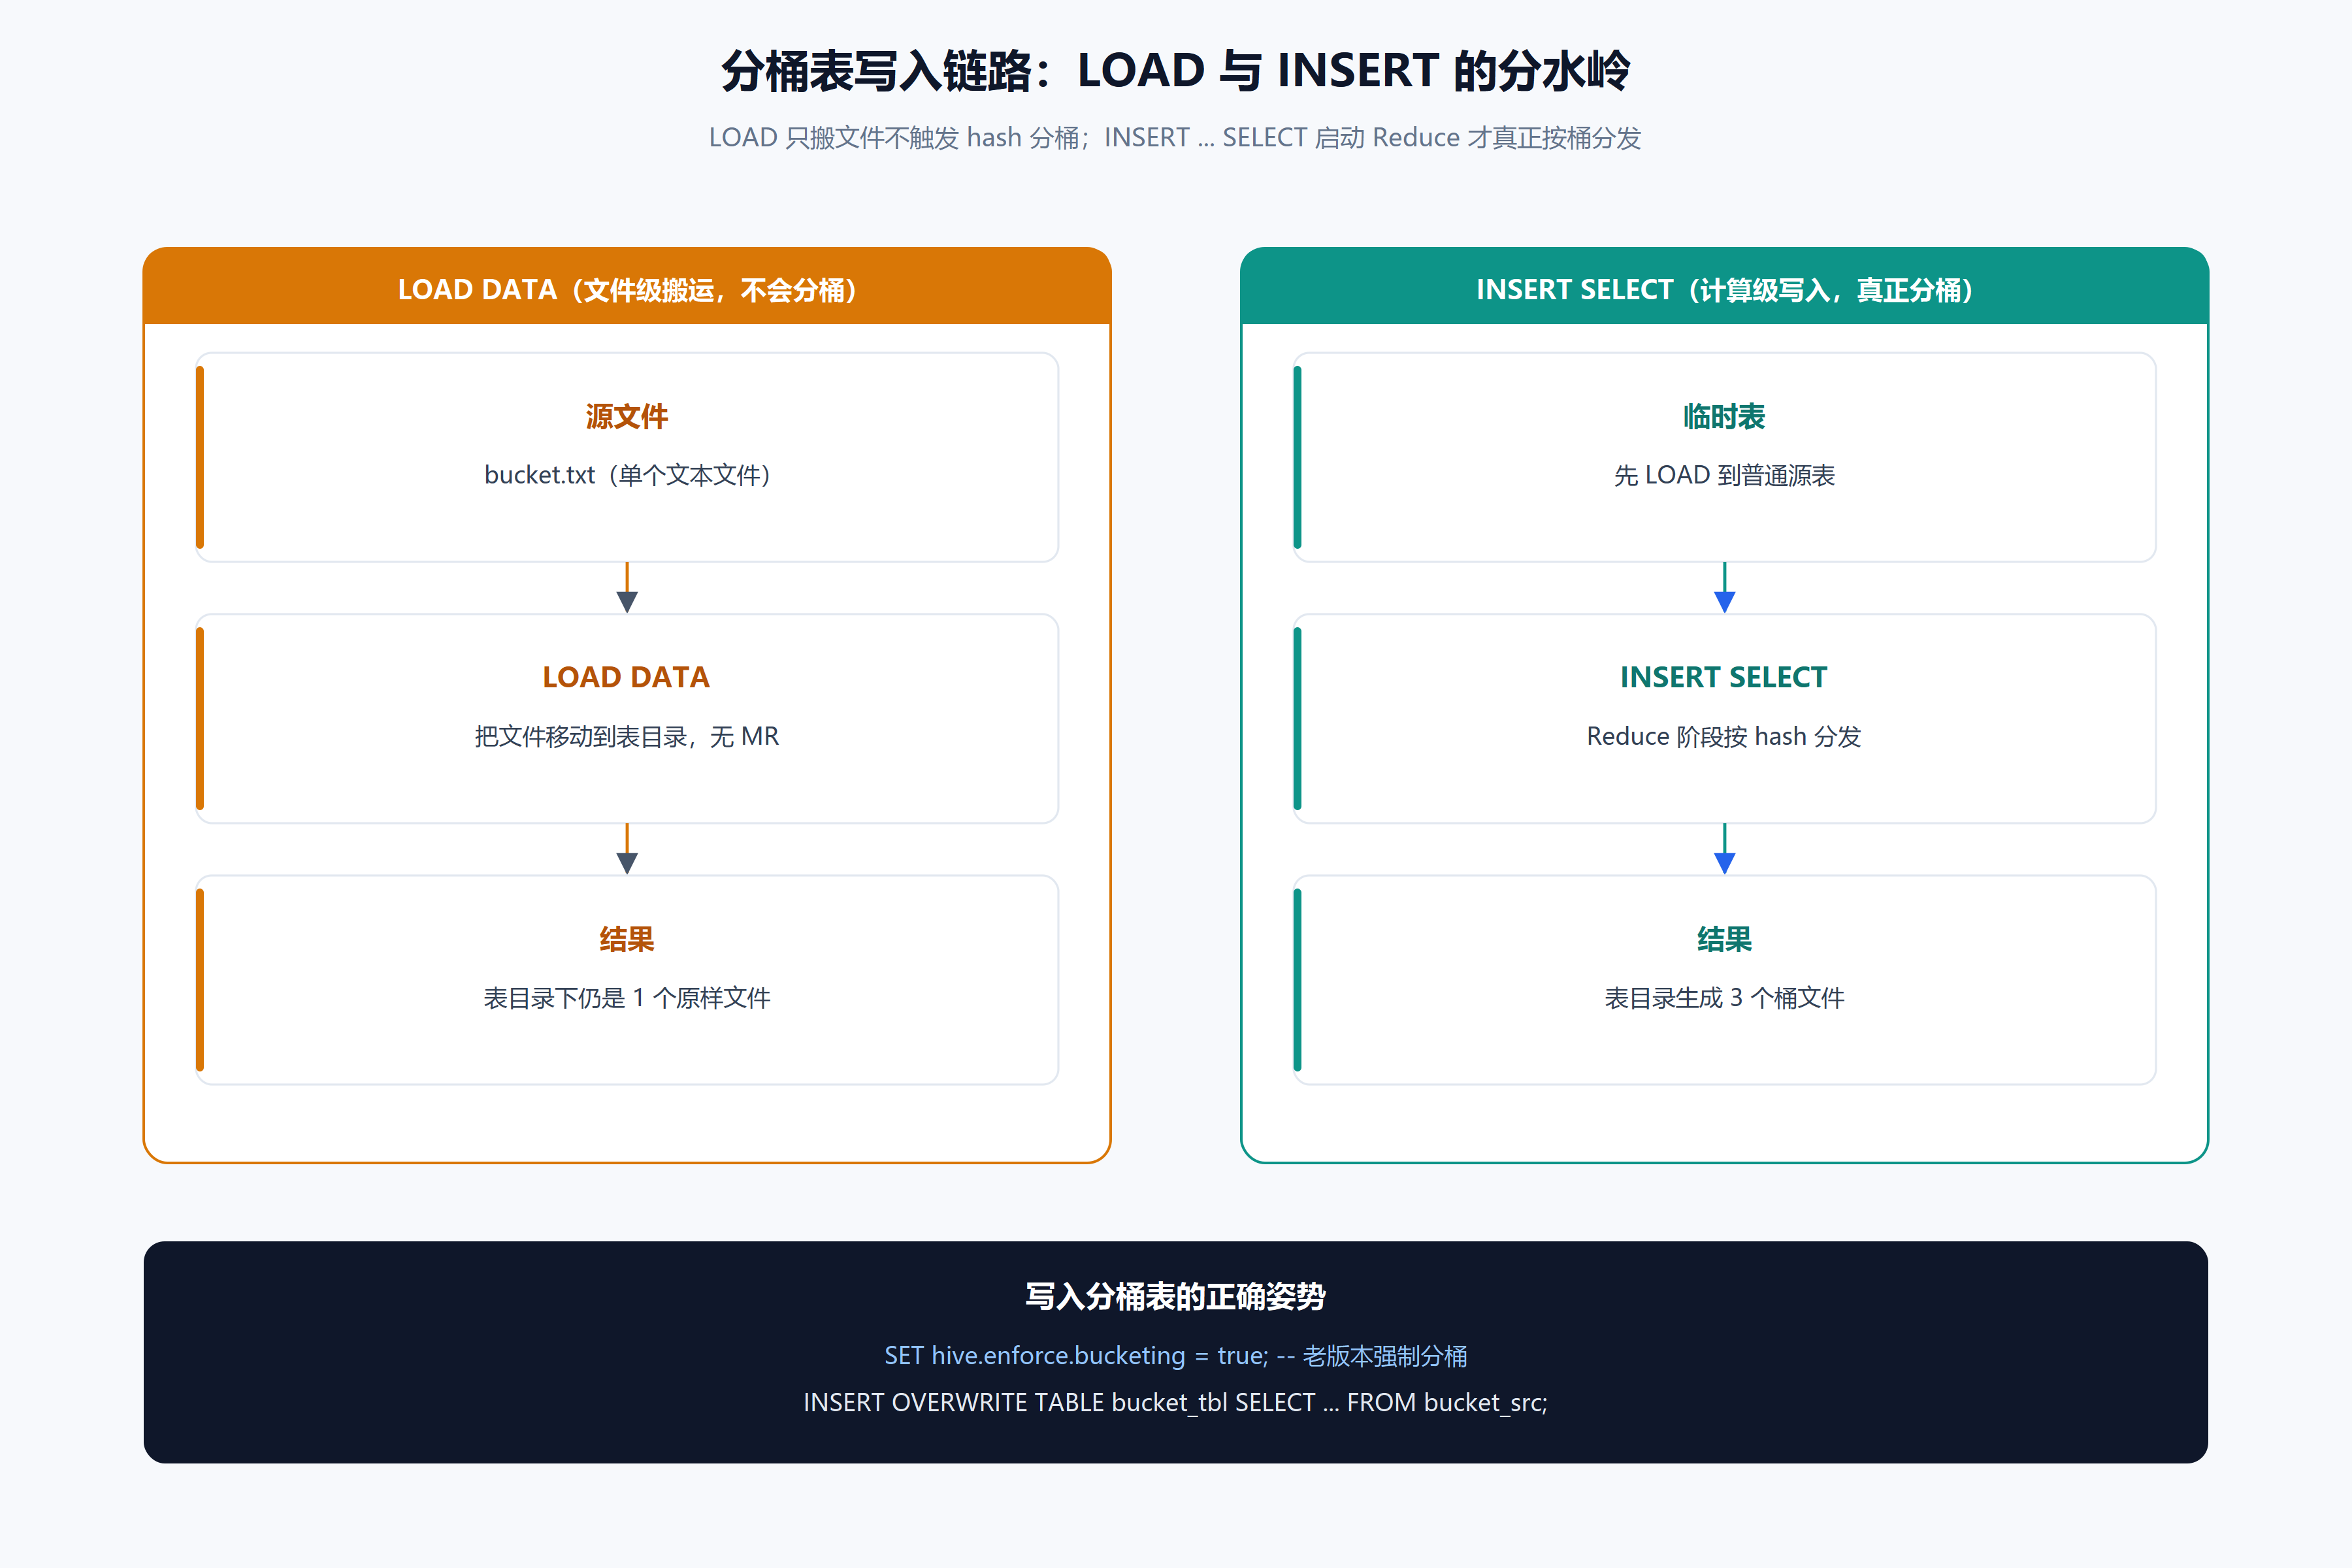 分桶表写入链路：LOAD 与 INSERT 的分水岭
LOAD 只搬文件不触发 hash 分桶；INSERT ... SELECT 启动 Reduce 才真正按桶分发
LOAD DATA（文件级搬运，不会分桶）
源文件
bucket.txt（单个文本文件）
LOAD DATA
把文件移动到表目录，无 MR
结果
表目录下仍是 1 个原样文件
INSERT SELECT（计算级写入，真正分桶）
临时表
先 LOAD 到普通源表
INSERT SELECT
Reduce 阶段按 hash 分发
结果
表目录生成 3 个桶文件
写入分桶表的正确姿势
SET hive.enforce.bucketing = true; -- 老版本强制分桶
INSERT OVERWRITE TABLE bucket_tbl SELECT ... FROM bucket_src;